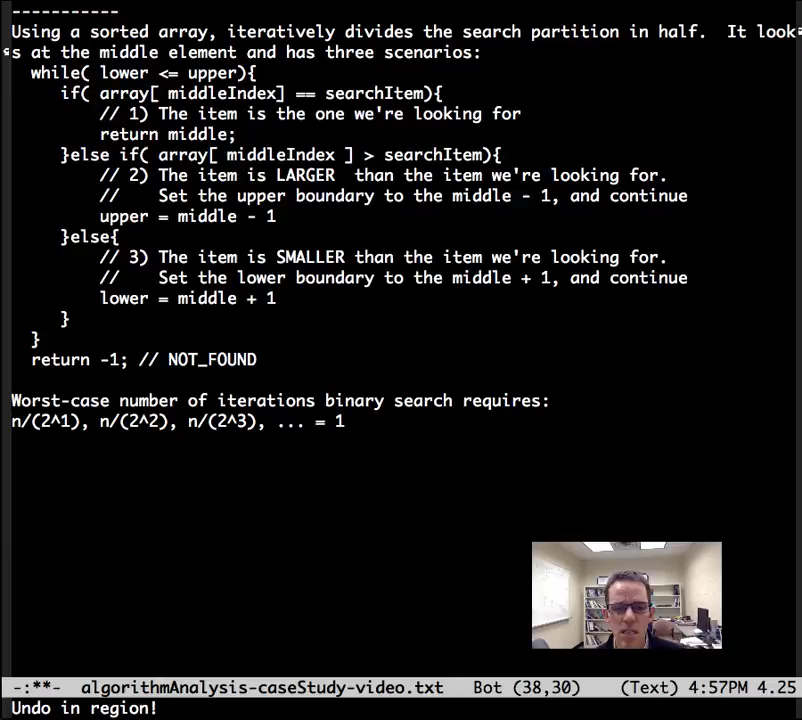 -----------
Using a sorted array, iteratively divides the search partition in half.  It look
s at the middle element and has three scenarios:
  while( lower <= upper){
     if( array[ middleIndex] == searchItem){
         // 1) The item is the one we're looking for
         return middle;
     }else if( array[ middleIndex ] > searchItem){
         // 2) The item is LARGER  than the item we're looking for.
         //    Set the upper boundary to the middle - 1, and continue
         upper = middle - 1
     }else{
         // 3) The item is SMALLER than the item we're looking for.
         //    Set the lower boundary to the middle + 1, and continue
         lower = middle + 1
     }
  }
  return -1; // NOT_FOUND
Worst-case number of iterations binary search requires:
n/(2^1), n/(2^2), n/(2^3), ... = 1
-:**-  algorithmAnalysis-caseStudy-video.txt   Bot (38,30)    (Text) 4:57PM 4.25
Undo in region!